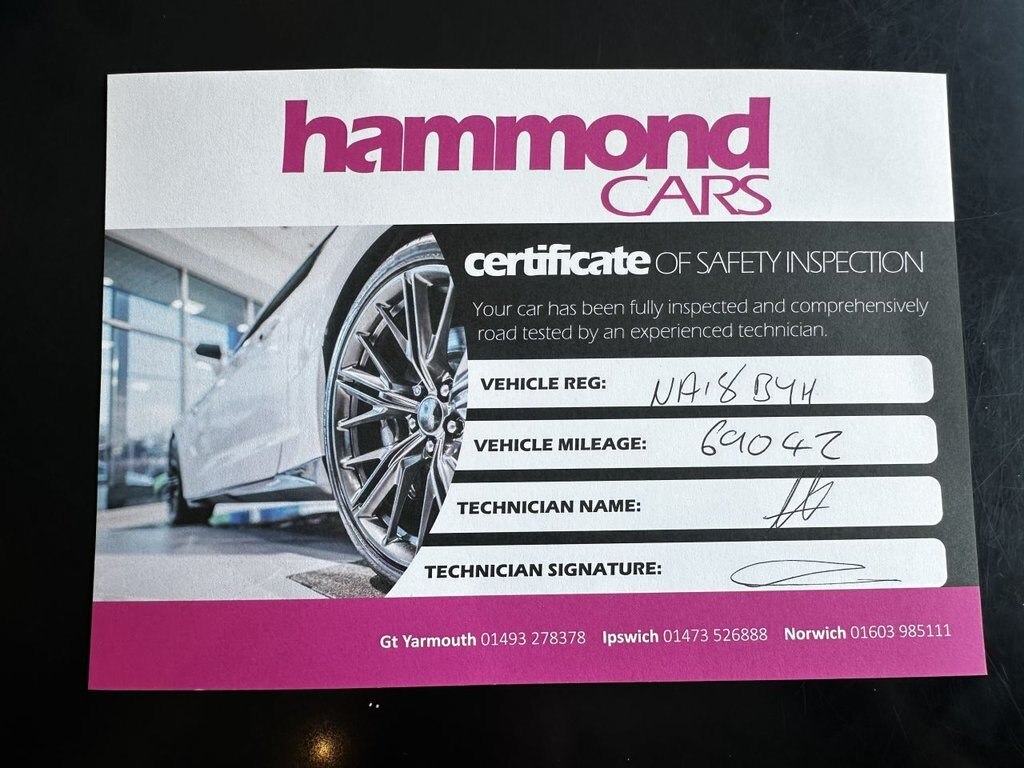 hammond
CARS
certificate OF SAFETY INSPECTION
Your car has been fully inspected and comprehensively
road tested by an experienced technician.
VEHICLE REG: NA18 BYH
VEHICLE MILEAGE: 69042
TECHNICIAN NAME:
TECHNICIAN SIGNATURE:
Gt Yarmouth 01493 278378 Ipswich 01473 526888 Norwich 01603 985111